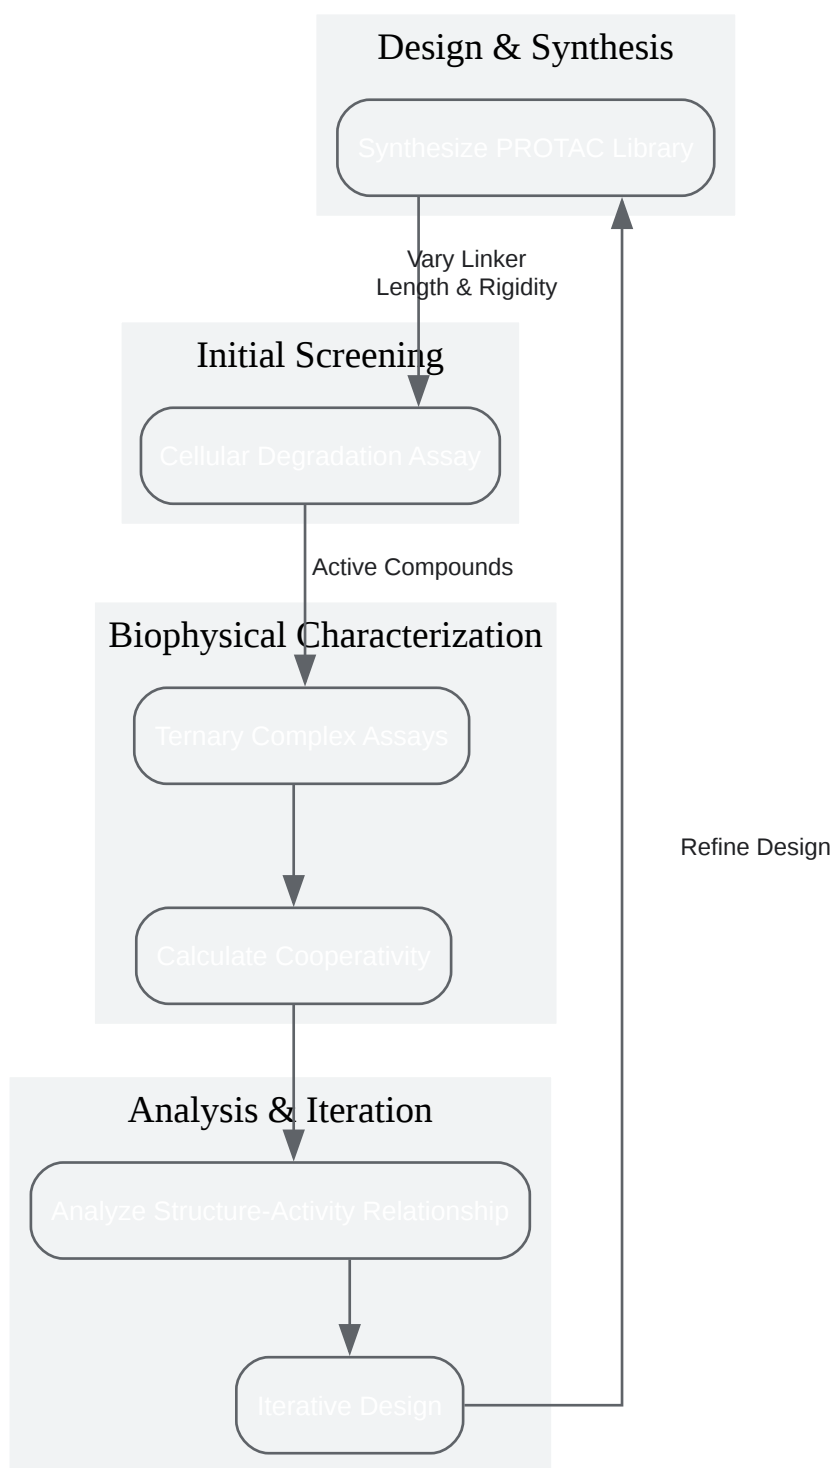 Design & Synthesis
Synthesize PROTAC Library
Vary Linker
Length & Rigidity
Initial Screening
Cellular Degradation Assay
Active Compounds
Biophysical Characterization
Ternary Complex Assays
Refine Design
Calculate Cooperativity
Analysis & Iteration
Analyze Structure-Activity Relationship
Iterative Design